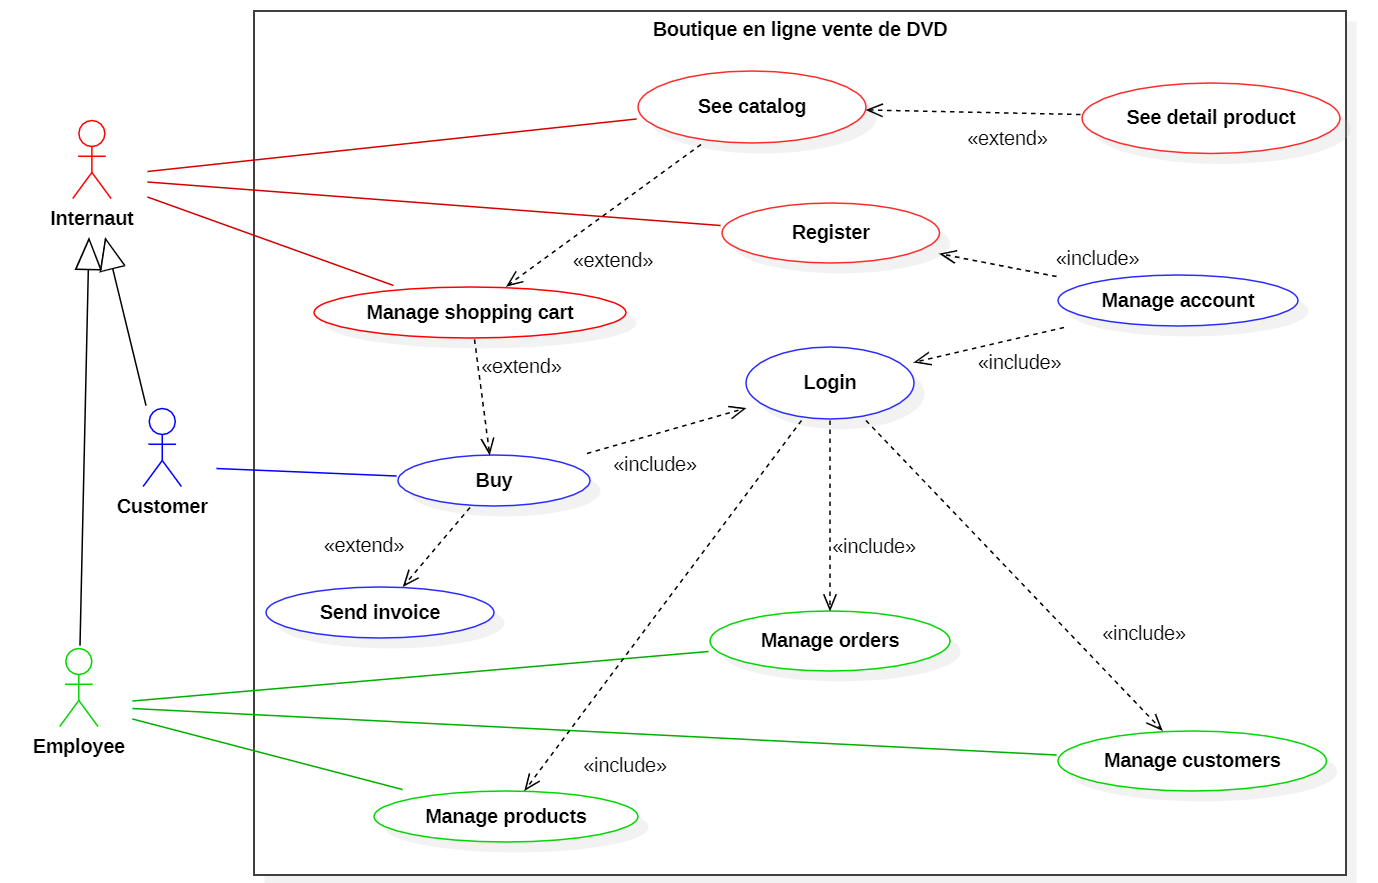 Boutique en ligne vente de DVD
See catalog
See detail product
«extend»
Internaut
Register
«extend»
«include»
Manage account
Manage shopping cart
«extend»
«include»
Login
«include»
Buy
Customer
«extend»
«include»
Send invoice
Manage orders
«include»
Employee
«include»
Manage customers
Manage products